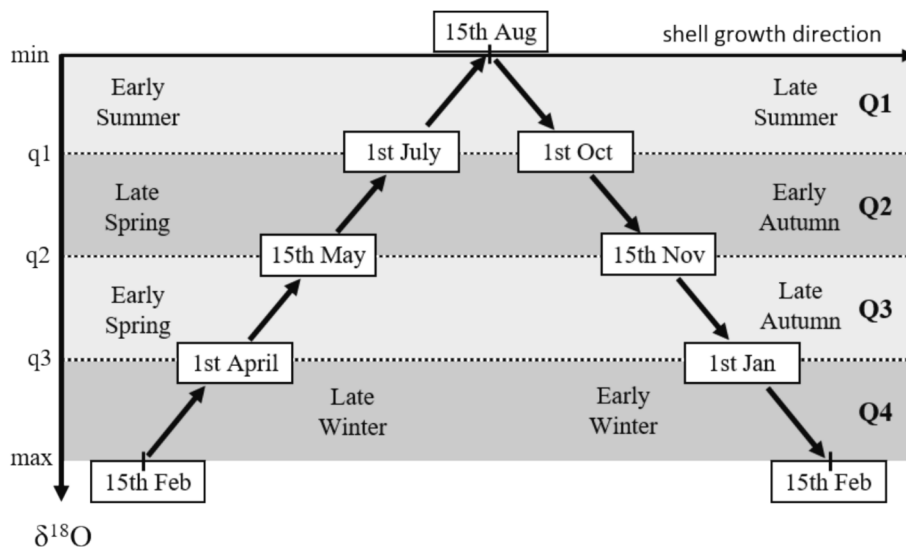 15th Aug
shell growth direction
min
Early
Summer
Late
Summer
Q1
q1
1st July
1st Oct
Late
Spring
Early
Autumn
Q2
q2
15th May
15th Nov
Early
Spring
Late
Autumn
Q3
q3
1st April
1st Jan
Late
Winter
Early
Winter
Q4
max
15th Feb
15th Feb
δ¹⁸O